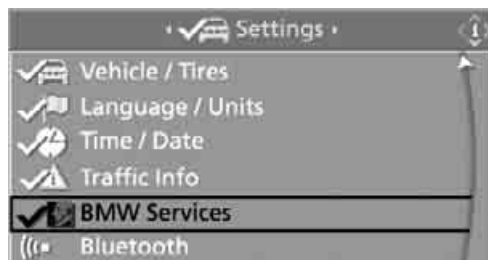 Settings
Vehicle / Tires
Language / Units
Time / Date
Traffic Info
BMW Services
Bluetooth